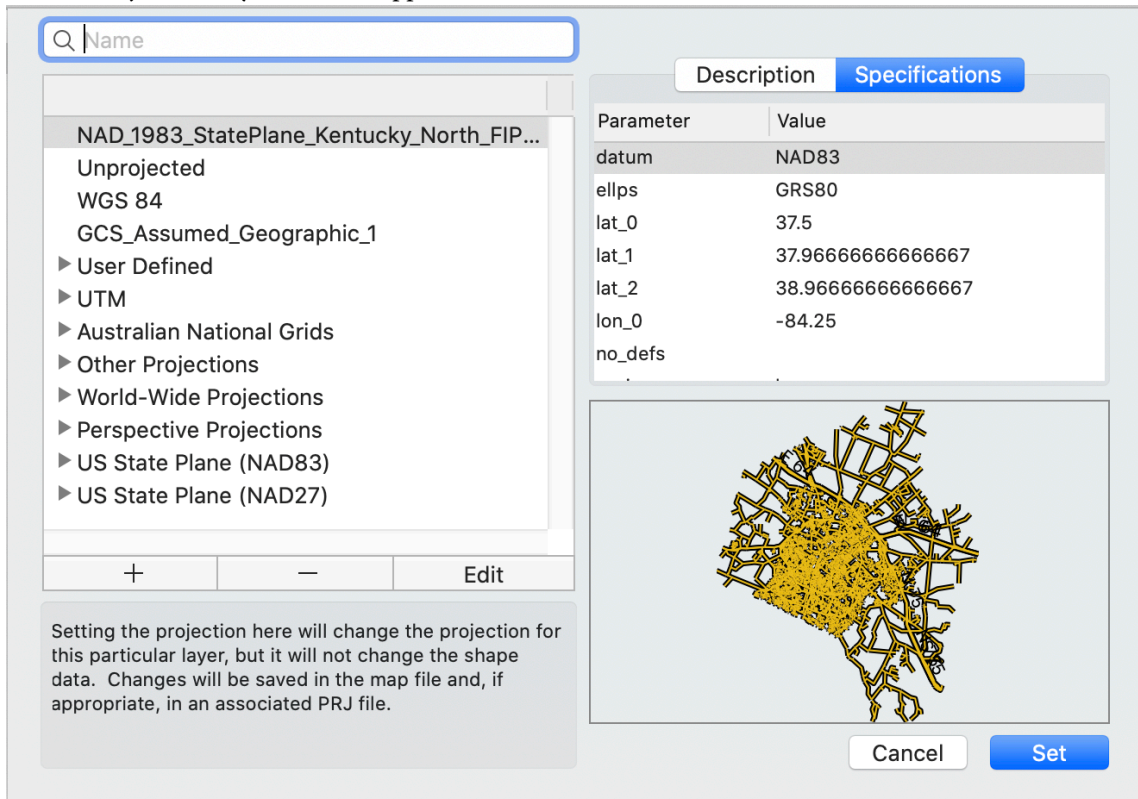 Name
NAD_1983_StatePlane_Kentucky_North_FIP...
Unprojected
WGS 84
GCS_Assumed_Geographic_1
User Defined
UTM
Australian National Grids
Other Projections
World-Wide Projections
Perspective Projections
US State Plane (NAD83)
US State Plane (NAD27)
+ — Edit
Setting the projection here will change the projection for
this particular layer, but it will not change the shape
data. Changes will be saved in the map file and, if
appropriate, in an associated PRJ file.
Description Specifications
Parameter Value
datum NAD83
ellps GRS80
lat_0 37.5
lat_1 37.96666666666667
lat_2 38.96666666666667
lon_0 -84.25
no_defs
Cancel Set